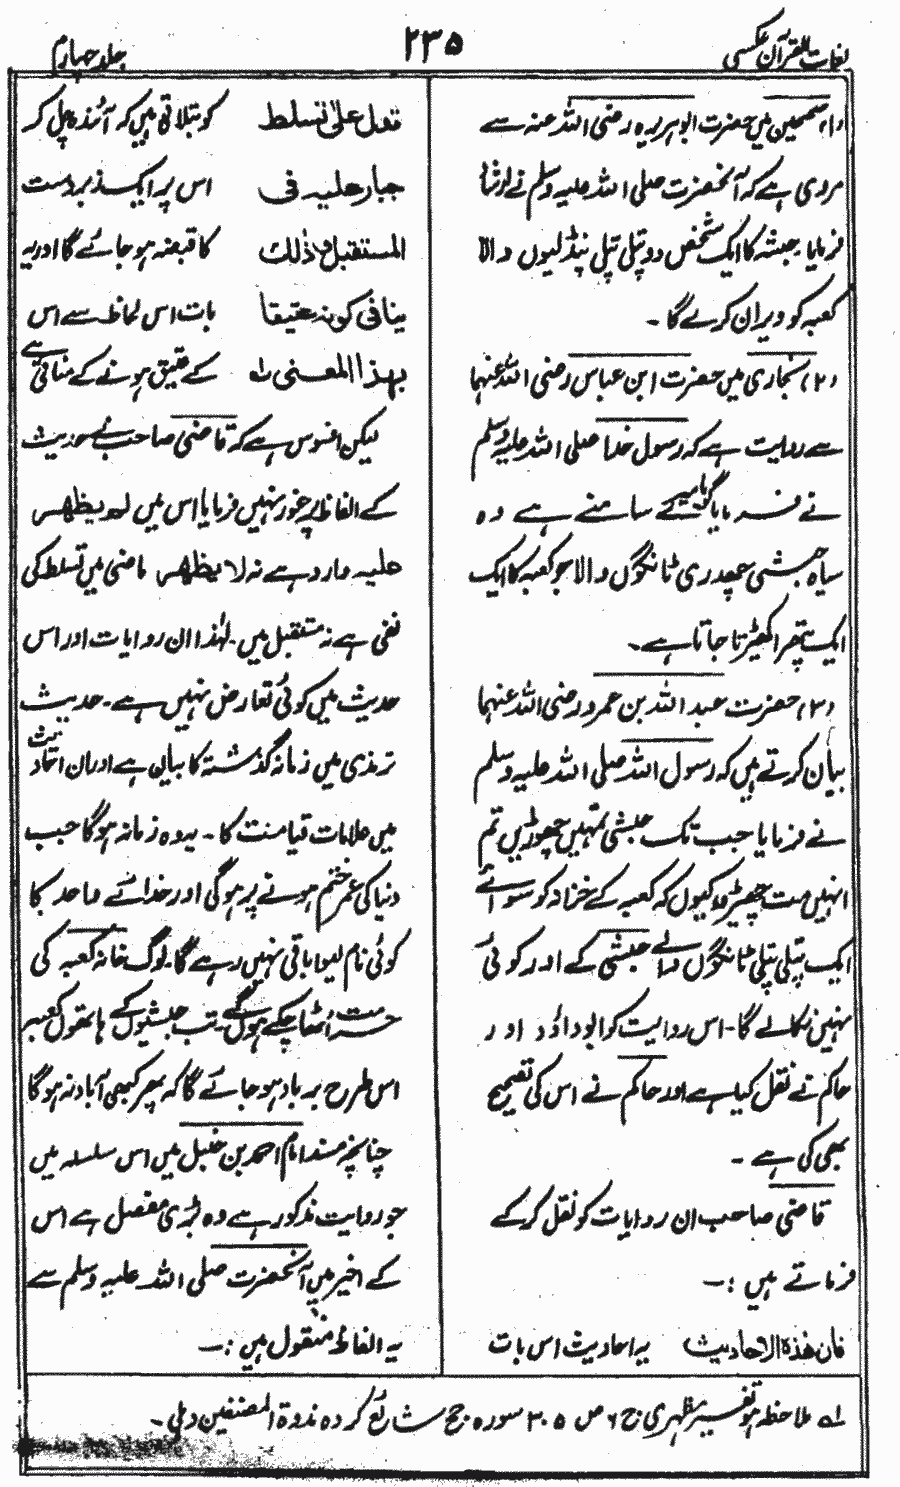 لغات القرآن عکسی
۲۳۵
جلد چہارم
(۱) صحیحین میں حضرت ابوہریرہ رضی اللہ عنہ سے
مروی ہے کہ آنحضرت صلی اللہ علیہ وسلم نے ارشاد
فرمایا حبشہ کا ایک شخص دو پتلی پتلی پنڈلیوں والا
کعبہ کو ویران کرے گا ۔
(۲) بخاری میں حضرت ابن عباس رضی اللہ عنہما
سے روایت ہے کہ رسول خدا صلی اللہ علیہ وسلم
نے فرمایا گویا میرے سامنے ہے وہ
سیاہ حبشی چھدری ٹانگوں والا جو کعبہ کا ایک
ایک پتھر اکھیڑتا جاتا ہے ۔
(۳) حضرت عبد اللہ بن عمرو رضی اللہ عنہما
بیان کرتے ہیں کہ رسول اللہ صلی اللہ علیہ وسلم
نے فرمایا جب تک حبشی تمہیں چھوڑیں تم
انہیں مت چھیڑو کیوں کہ کعبہ کے خزانہ کو سوائے
ایک پتلی پتلی ٹانگوں والے حبشی کے اور کوئی
نہیں نکالے گا ۔ اس روایت کو ابوداؤد اور
حاکم نے نقل کیا ہے اور حاکم نے اس کی تصحیح
بھی کی ہے ۔
قاضی صاحب ان روایات کو نقل کر کے
فرماتے ہیں :۔
فان ھذہ الاحادیث یہ احادیث اس بات
تدل علیٰ تسلط کو بتلاتی ہیں کہ آئندہ چل کر
جبار علیہ فی اس پر ایک زبردست
المستقبل و ذٰلک کا قبضہ ہو جائے گا اور یہ
ینافی کونہ عتیقا بات اس لحاظ سے اس
بہذا المعنی لہ کے عتیق ہونے کے منافی ہے
لیکن افسوس ہے کہ قاضی صاحب نے حدیث
کے الفاظ پر غور نہیں فرمایا اس میں لم یظھر
علیہ وارد ہے نہ لا یظھر ماضی میں تسلط کی
نفی ہے نہ مستقبل میں ۔ لہٰذا ان روایات اور اس
حدیث میں کوئی تعارض نہیں ہے ۔ حدیث
ترمذی میں زمانہ گذشتہ کا بیان ہے اور ان احادیث
میں علامات قیامت کا ۔ یہ وہ زمانہ ہوگا جب
دنیا کی عمر ختم ہونے پر ہوگی اور خدائے واحد کا
کوئی نام لیوا باقی نہیں رہے گا ۔ لوگ خانہ کعبہ کی
حرمت اُٹھا چکے ہوں گے تب حبشیوں کے ہاتھوں کعبہ
اس طرح برباد ہو جائے گا کہ پھر کبھی آباد نہ ہوگا
چنانچہ مسند امام احمد بن حنبل میں اس سلسلہ میں
جو روایت مذکور ہے وہ بڑی مفصل ہے اس
کے اخیر میں آنحضرت صلی اللہ علیہ وسلم سے
یہ الفاظ منقول ہیں :۔
لے ملاحظہ ہو تفسیر مظہری ج ۶ ص ۳۰۵ سورہ حج شائع کردہ ندوۃ المصنفین دہلی ۔